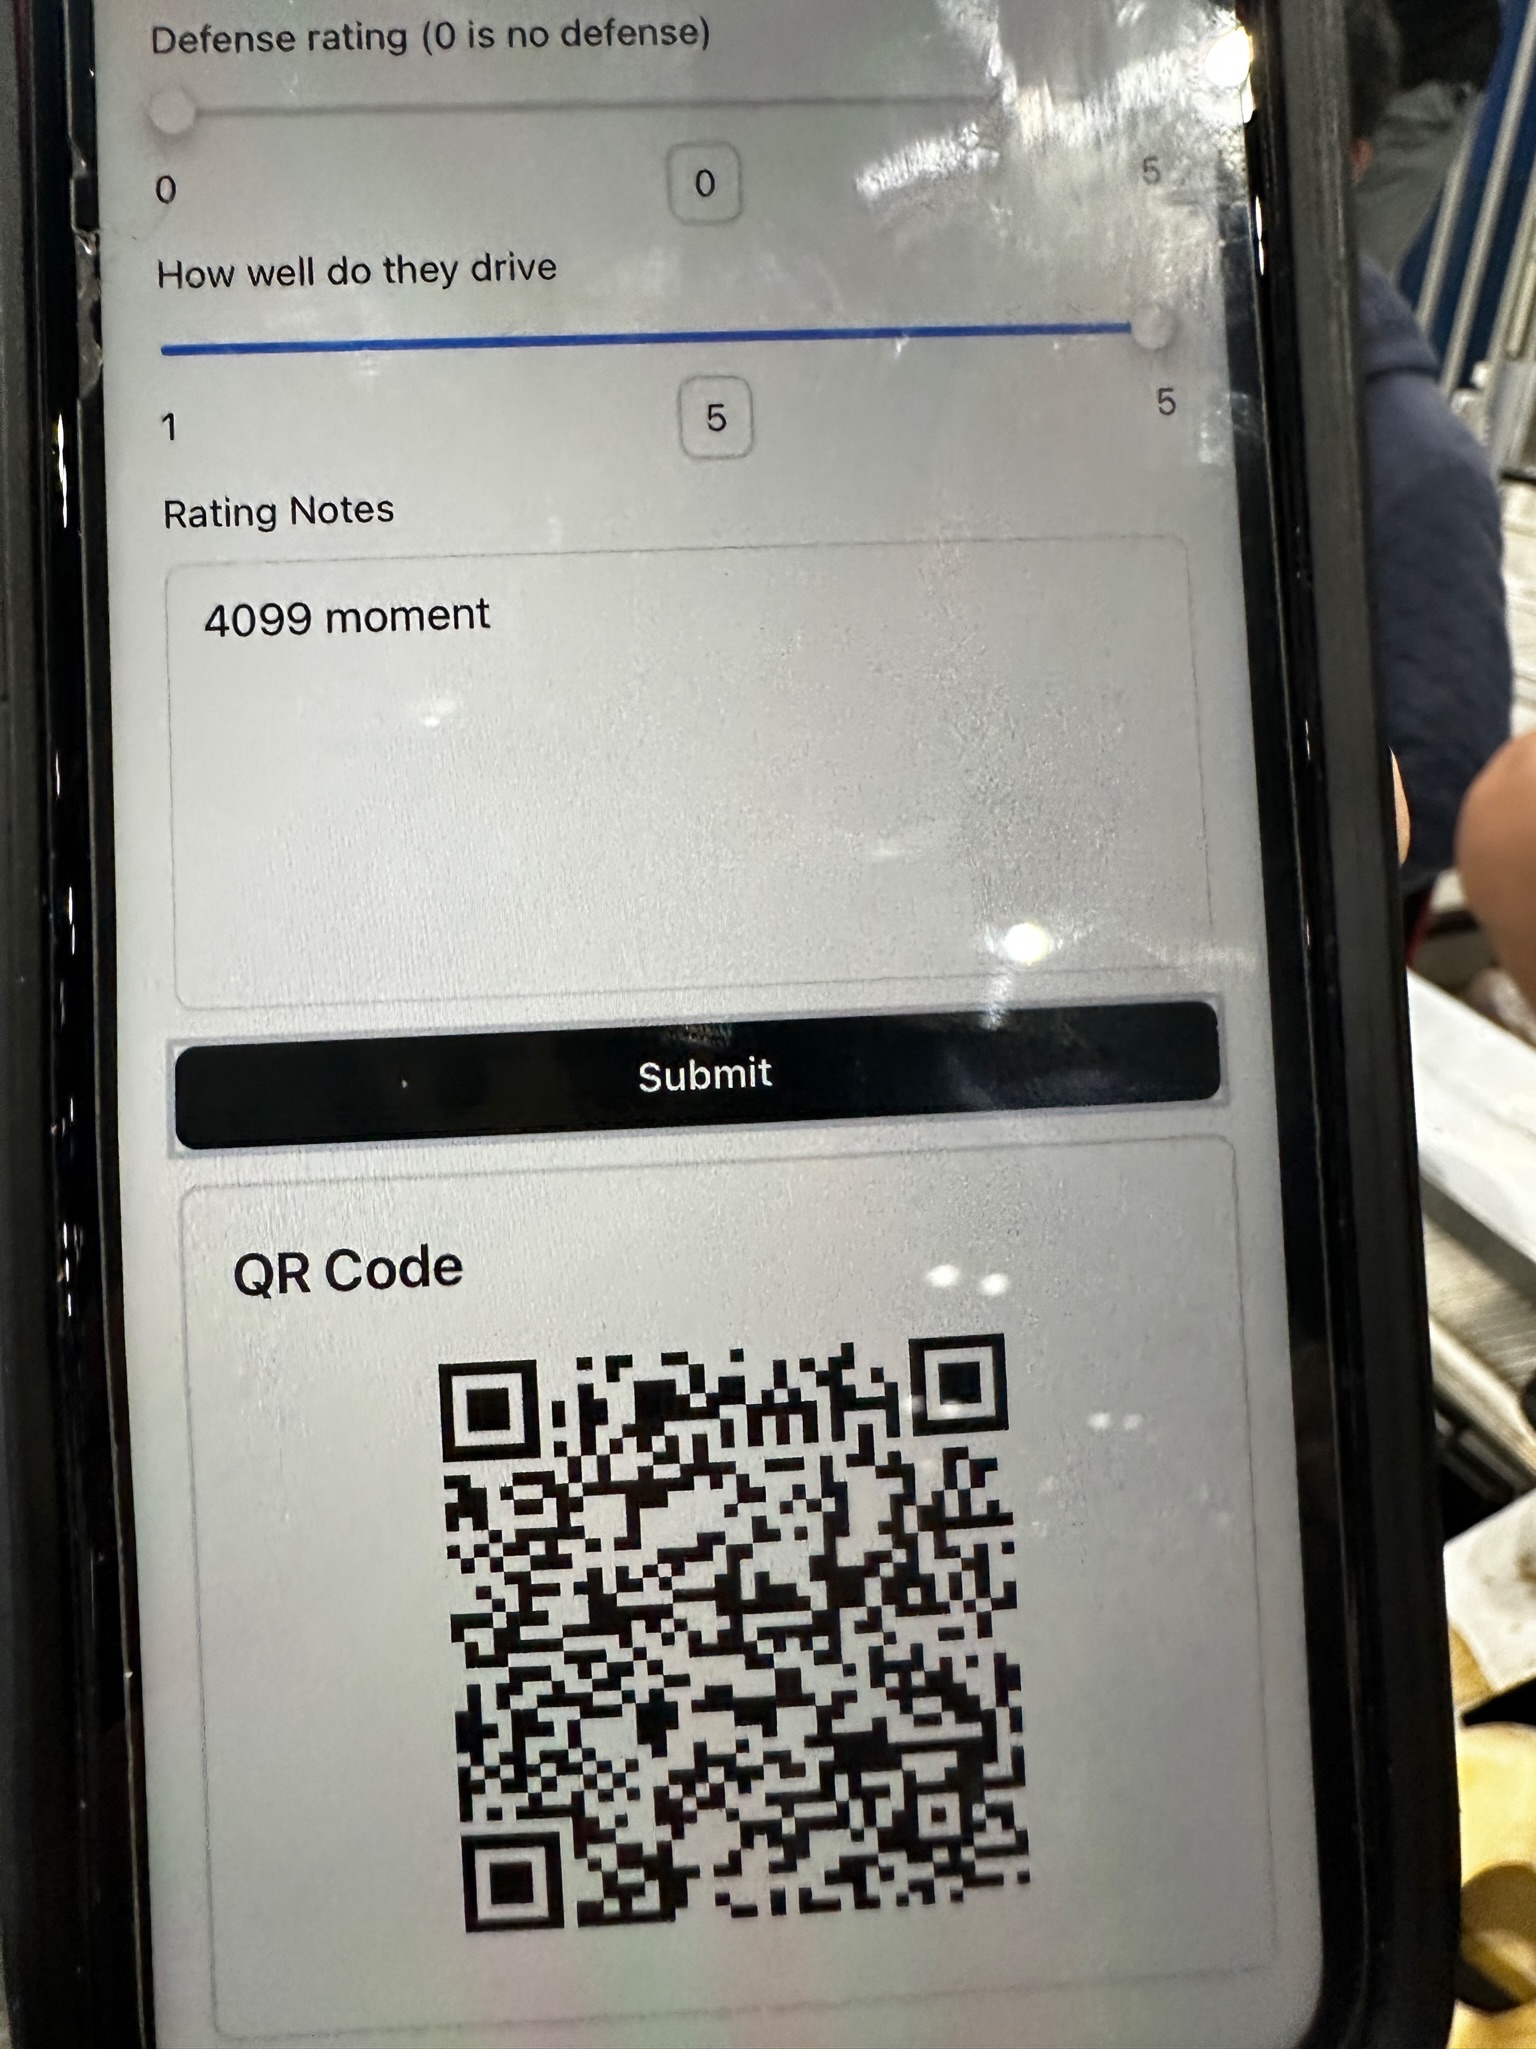 Defense rating (0 is no defense)
0 0 5
How well do they drive
1 5 5
Rating Notes
4099 moment
Submit
QR Code